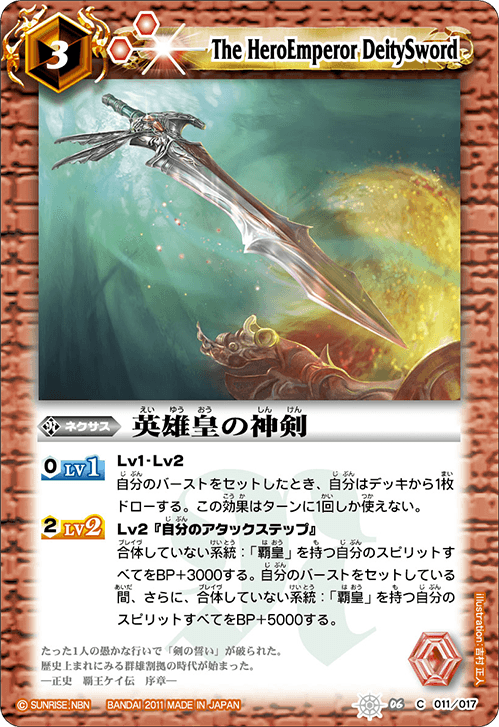 3
The HeroEmperor DeitySword
ネクサス
英雄皇の神剣
えい ゆう おう しん けん
0 LV1
Lv1・Lv2
自分のバーストをセットしたとき、自分はデッキから1枚
ドローする。この効果はターンに1回しか使えない。
2 LV2
Lv2『自分のアタックステップ』
合体していない系統:「覇皇」を持つ自分のスピリットす
べてをBP+3000する。自分のバーストをセットしている
間、さらに、合体していない系統:「覇皇」を持つ自分の
スピリットすべてをBP+5000する。
たった1人の愚かな行いで「剣の誓い」が破られた。
歴史上まれにみる群雄割拠の時代が始まった。
―正史 覇王ケイ伝 序章―
illustration:吉村 正人
© SUNRISE,NBN BANDAI 2011 MADE IN JAPAN
06 C 011/017